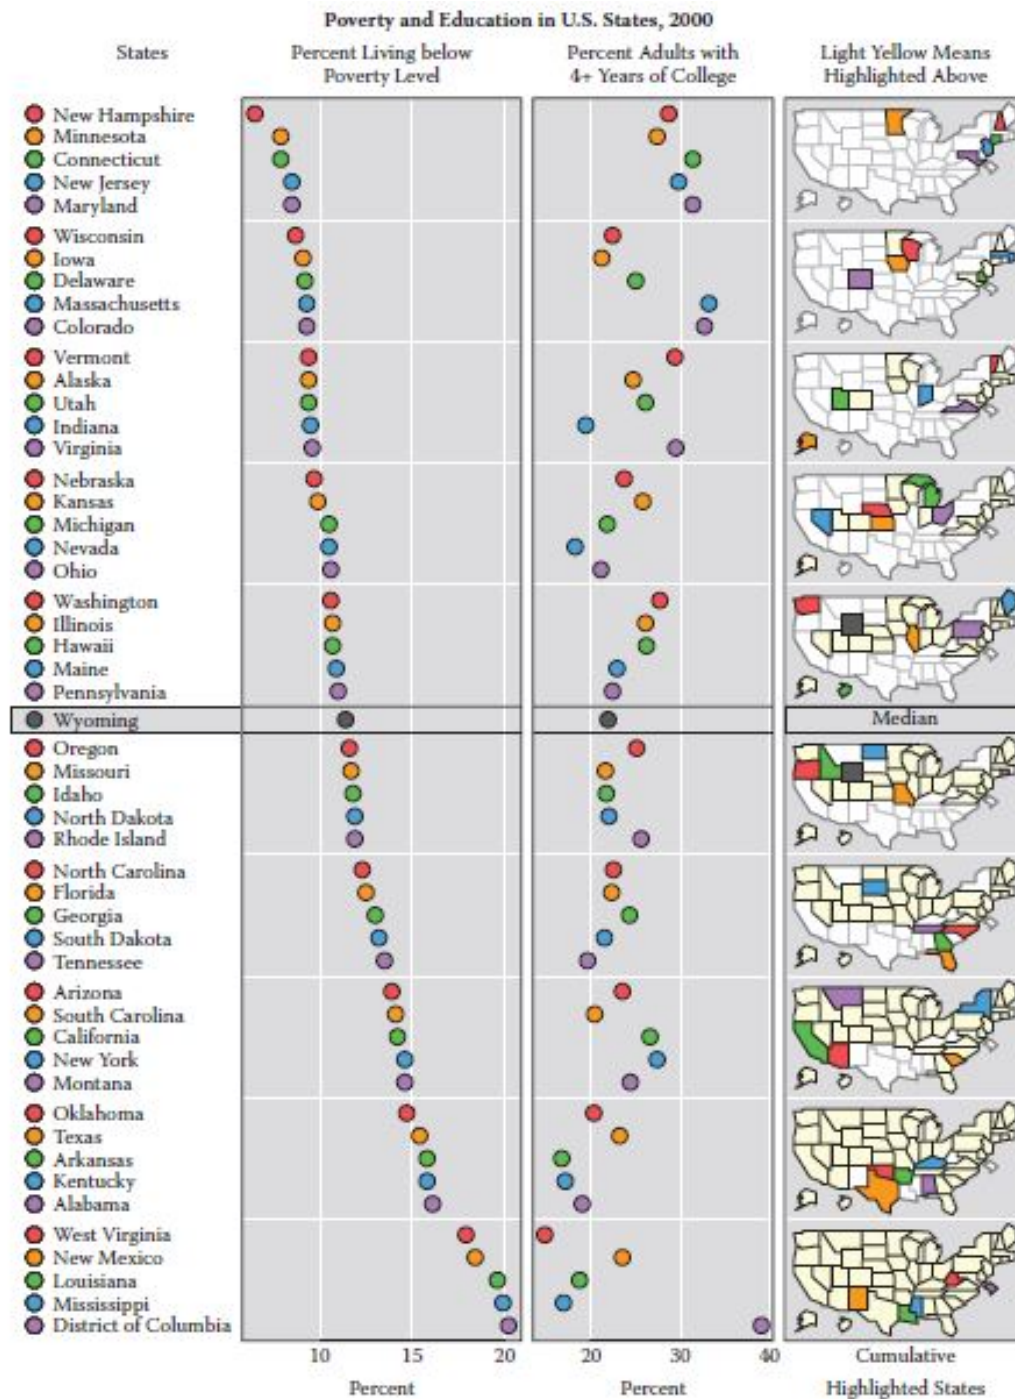 Poverty and Education in U.S. States, 2000
States
Percent Living below
Poverty Level
Percent Adults with
4+ Years of College
Light Yellow Means
Highlighted Above
New Hampshire
Minnesota
Connecticut
New Jersey
Maryland
Wisconsin
Iowa
Delaware
Massachusetts
Colorado
Vermont
Alaska
Utah
Indiana
Virginia
Nebraska
Kansas
Michigan
Nevada
Ohio
Washington
Illinois
Hawaii
Maine
Pennsylvania
Wyoming
Median
Oregon
Missouri
Idaho
North Dakota
Rhode Island
North Carolina
Florida
Georgia
South Dakota
Tennessee
Arizona
South Carolina
California
New York
Montana
Oklahoma
Texas
Arkansas
Kentucky
Alabama
West Virginia
New Mexico
Louisiana
Mississippi
District of Columbia
10 15 20
20 30 40
Cumulative
Percent
Percent
Highlighted States